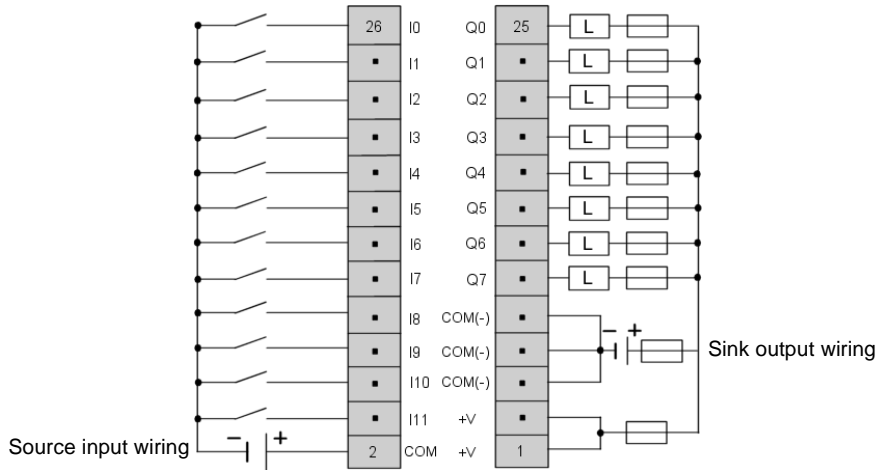 26 I0 Q0 25 L
I1 Q1 L
I2 Q2 L
I3 Q3 L
I4 Q4 L
I5 Q5 L
I6 Q6 L
I7 Q7 L
I8 COM(-)
− +
I9 COM(-) Sink output wiring
I10 COM(-)
I11 +V
Source input wiring − + 2 COM +V 1